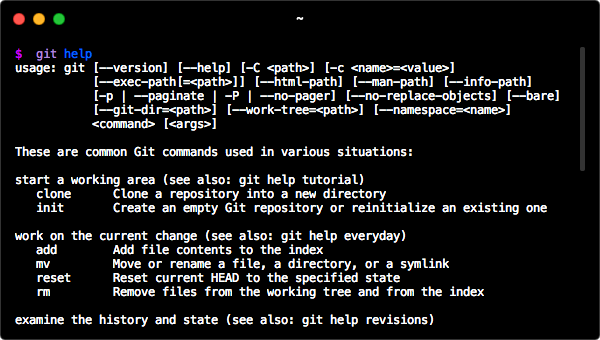 ~
$ git help
usage: git [--version] [--help] [-C <path>] [-c <name>=<value>]
           [--exec-path[=<path>]] [--html-path] [--man-path] [--info-path]
           [-p | --paginate | -P | --no-pager] [--no-replace-objects] [--bare]
           [--git-dir=<path>] [--work-tree=<path>] [--namespace=<name>]
           <command> [<args>]

These are common Git commands used in various situations:

start a working area (see also: git help tutorial)
   clone      Clone a repository into a new directory
   init       Create an empty Git repository or reinitialize an existing one

work on the current change (see also: git help everyday)
   add        Add file contents to the index
   mv         Move or rename a file, a directory, or a symlink
   reset      Reset current HEAD to the specified state
   rm         Remove files from the working tree and from the index

examine the history and state (see also: git help revisions)